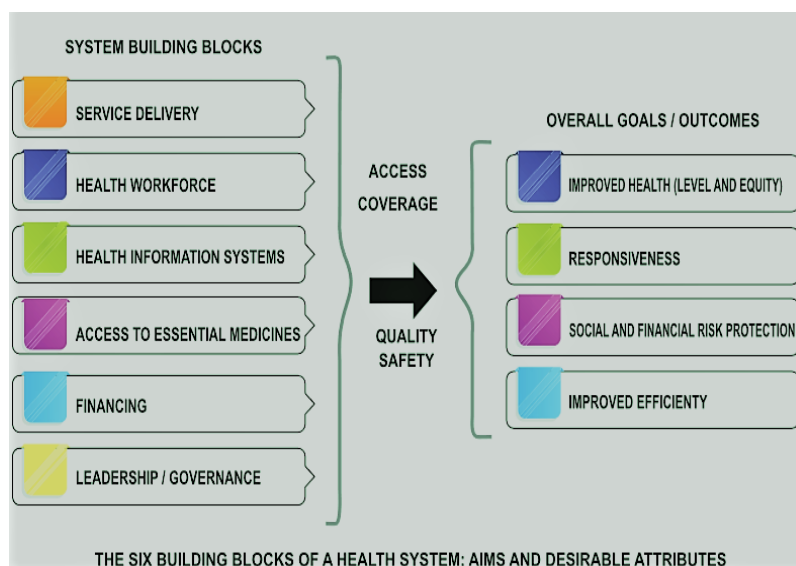 SYSTEM BUILDING BLOCKS
SERVICE DELIVERY
HEALTH WORKFORCE
HEALTH INFORMATION SYSTEMS
ACCESS TO ESSENTIAL MEDICINES
FINANCING
LEADERSHIP / GOVERNANCE
ACCESS
COVERAGE
QUALITY
SAFETY
OVERALL GOALS / OUTCOMES
IMPROVED HEALTH (LEVEL AND EQUITY)
RESPONSIVENESS
SOCIAL AND FINANCIAL RISK PROTECTION
IMPROVED EFFICIENTY
THE SIX BUILDING BLOCKS OF A HEALTH SYSTEM: AIMS AND DESIRABLE ATTRIBUTES